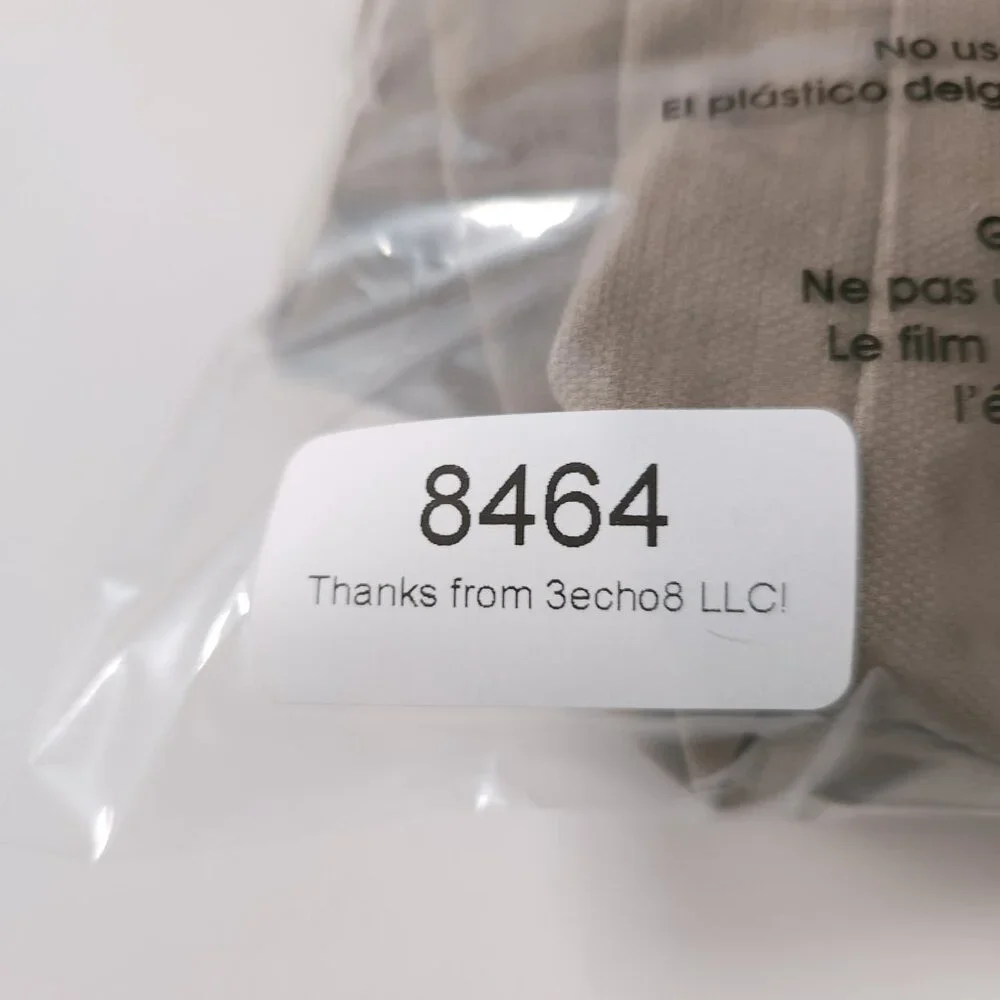 No us
El plástico delg
Ne pas
Le film
l'é
8464
Thanks from 3echo8 LLC!